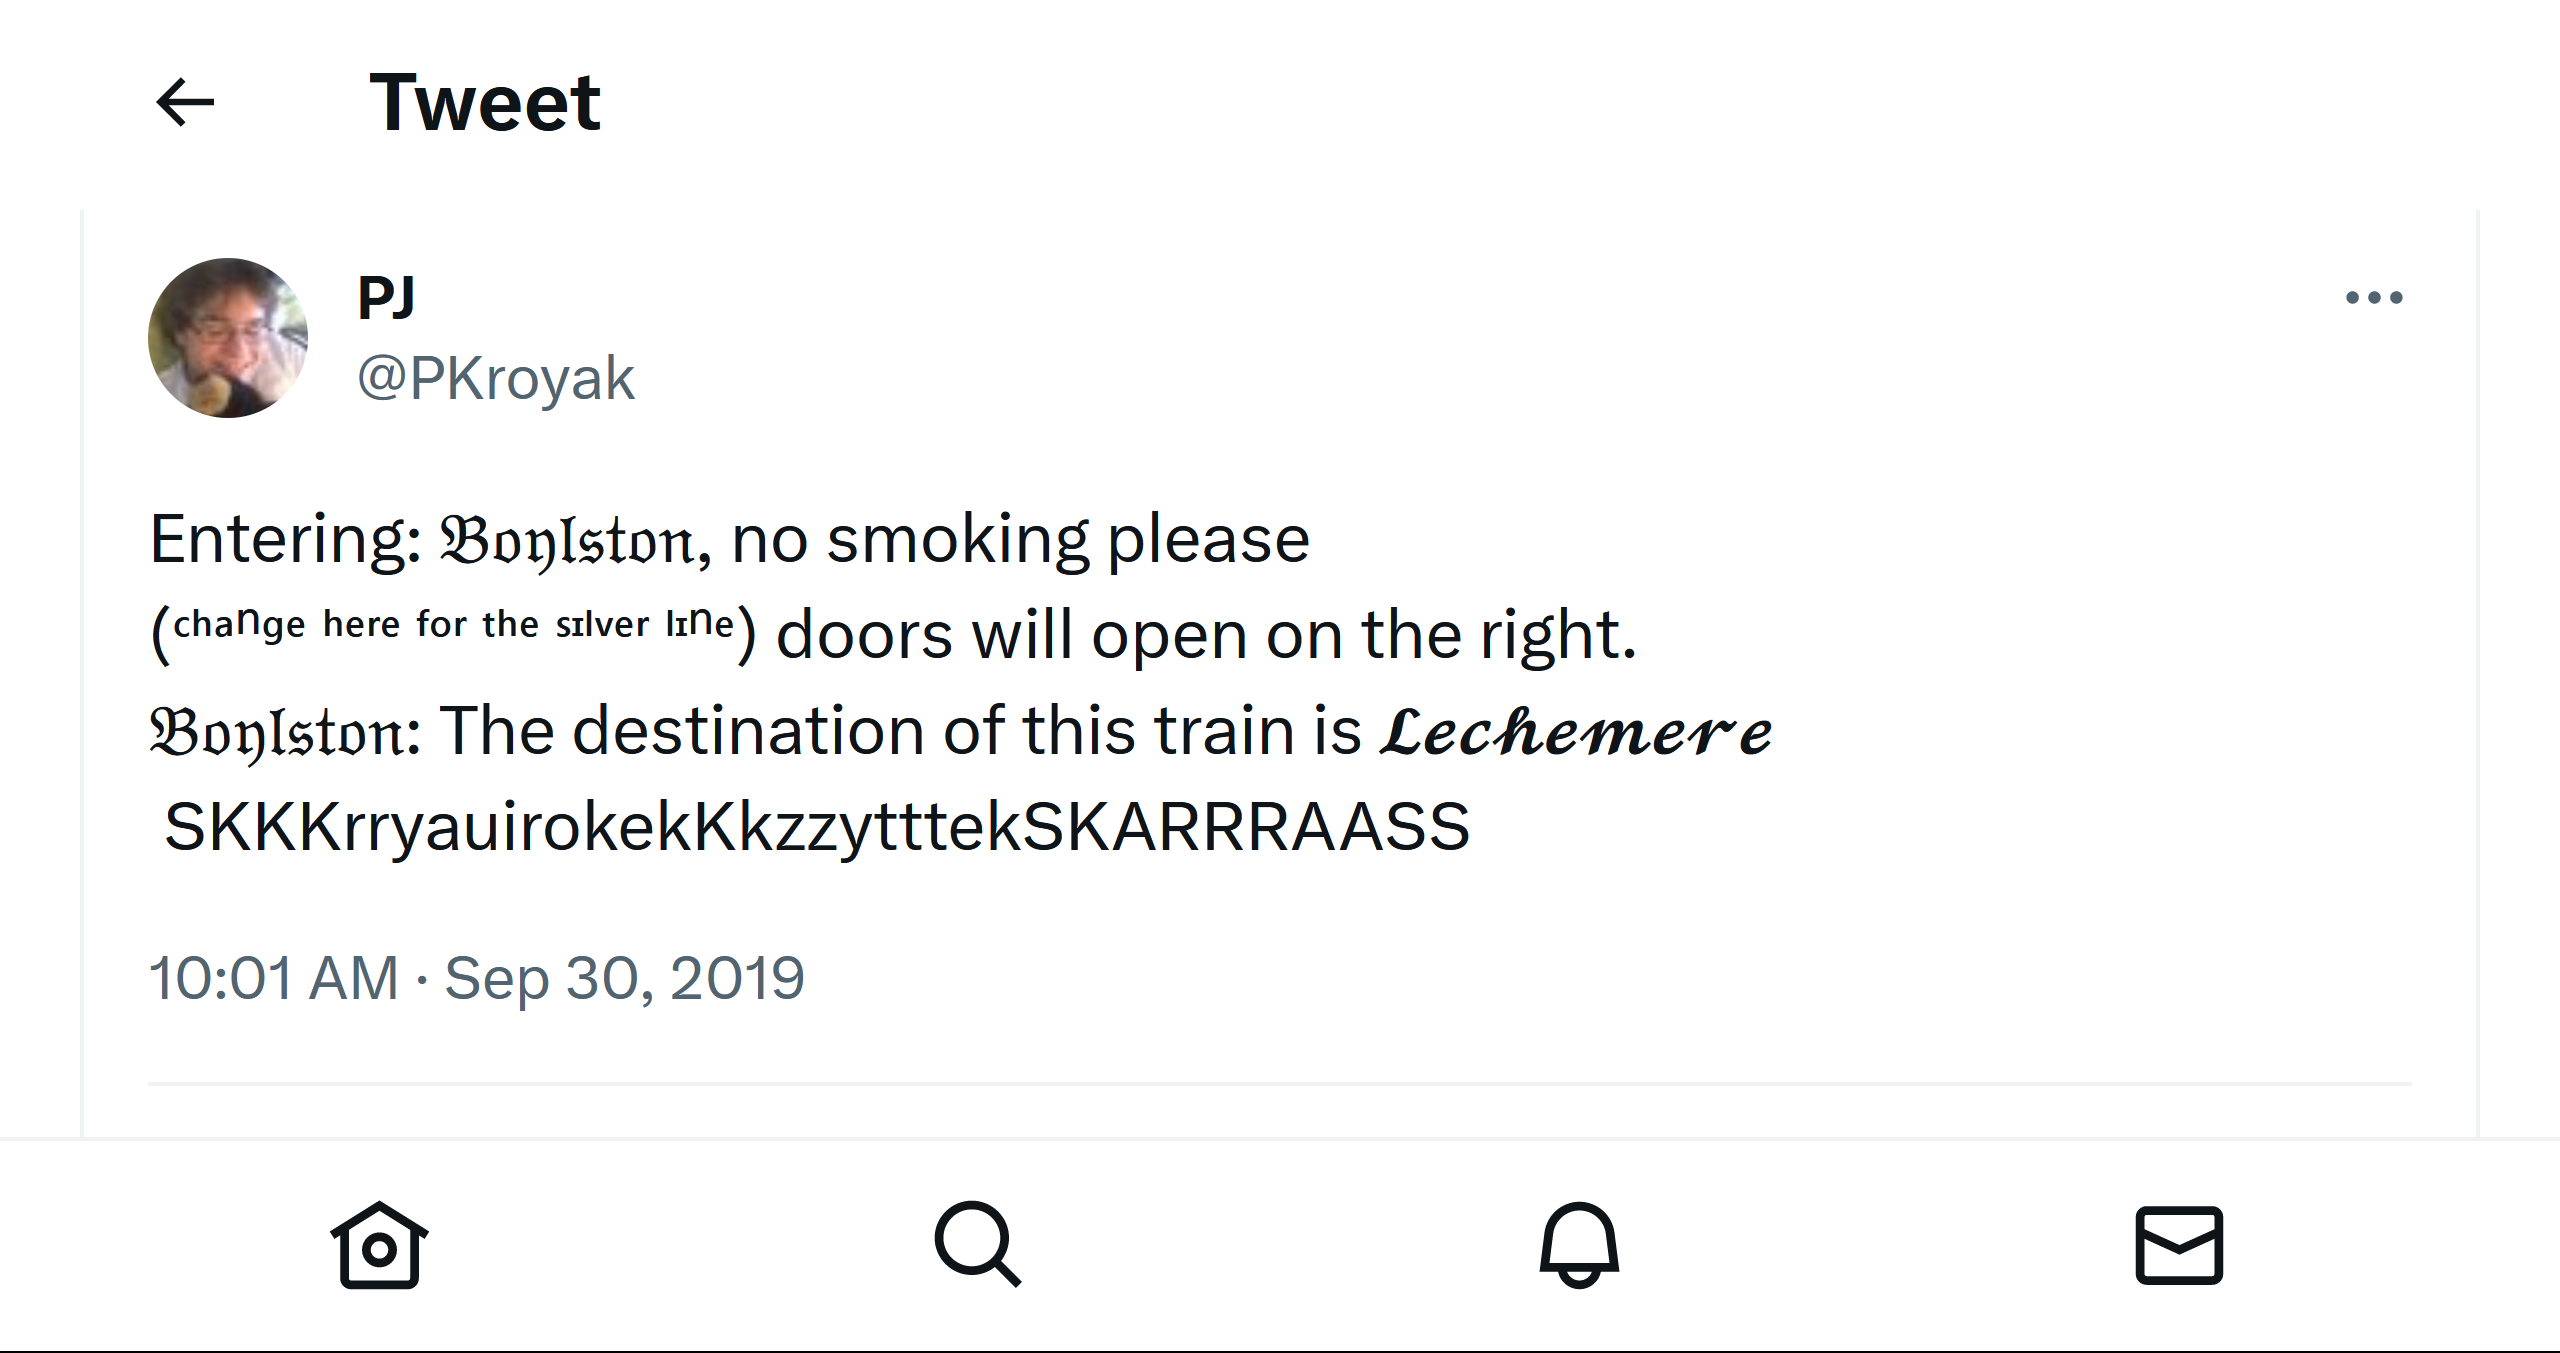 Tweet
PJ
@PKroyak
Entering: 𝔅𝔬𝔶𝔩𝔰𝔱𝔬𝔫, no smoking please
(ᶜʰᵃⁿᵍᵉ ʰᵉʳᵉ ᶠᵒʳ ᵗʰᵉ ˢᶦˡᵛᵉʳ ˡᶦⁿᵉ) doors will open on the right.
𝔅𝔬𝔶𝔩𝔰𝔱𝔬𝔫: The destination of this train is 𝓛𝓮𝓬𝓱𝓮𝓶𝓮𝓻𝓮
SKKKrryauirokekKkzzytttekSKARRRAASS
10:01 AM · Sep 30, 2019